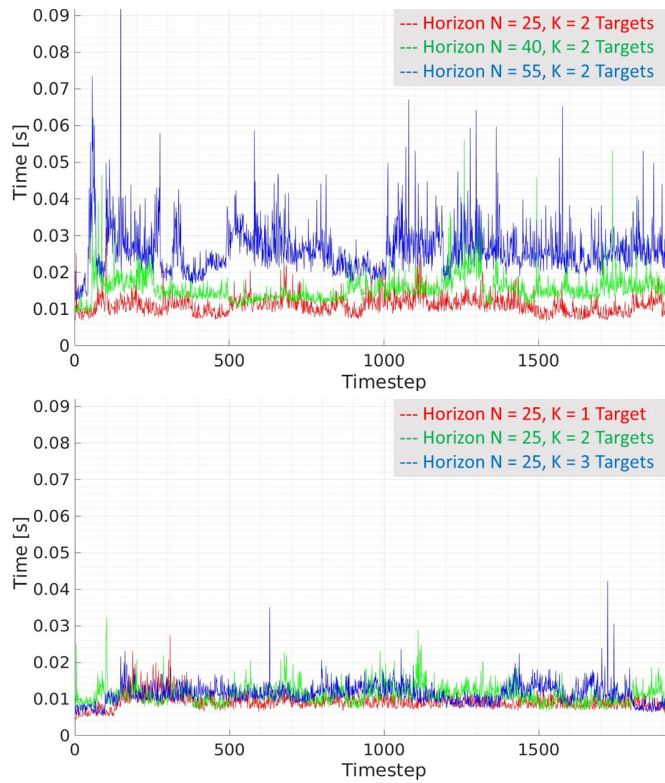 --- Horizon N = 25, K = 2 Targets
--- Horizon N = 40, K = 2 Targets
--- Horizon N = 55, K = 2 Targets
0.09
0.08
0.07
0.06
0.05
0.04
0.03
0.02
0.01
0
Time [s]
0 500 1000 1500
Timestep
--- Horizon N = 25, K = 1 Target
--- Horizon N = 25, K = 2 Targets
--- Horizon N = 25, K = 3 Targets
0.09
0.08
0.07
0.06
0.05
0.04
0.03
0.02
0.01
0
Time [s]
0 500 1000 1500
Timestep